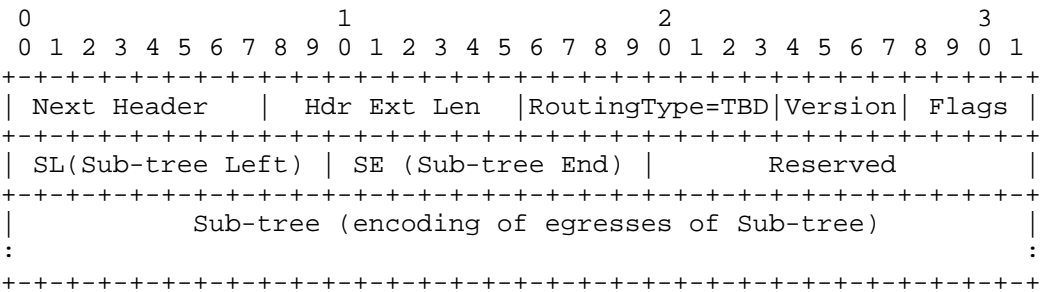 0                   1                   2                   3
 0 1 2 3 4 5 6 7 8 9 0 1 2 3 4 5 6 7 8 9 0 1 2 3 4 5 6 7 8 9 0 1
+-+-+-+-+-+-+-+-+-+-+-+-+-+-+-+-+-+-+-+-+-+-+-+-+-+-+-+-+-+-+-+-+
| Next Header   |  Hdr Ext Len  |RoutingType=TBD|Version| Flags |
+-+-+-+-+-+-+-+-+-+-+-+-+-+-+-+-+-+-+-+-+-+-+-+-+-+-+-+-+-+-+-+-+
| SL(Sub-tree Left) | SE (Sub-tree End) |       Reserved        |
+-+-+-+-+-+-+-+-+-+-+-+-+-+-+-+-+-+-+-+-+-+-+-+-+-+-+-+-+-+-+-+-+
|           Sub-tree (encoding of egresses of Sub-tree)         |
:                                                               :
+-+-+-+-+-+-+-+-+-+-+-+-+-+-+-+-+-+-+-+-+-+-+-+-+-+-+-+-+-+-+-+-+